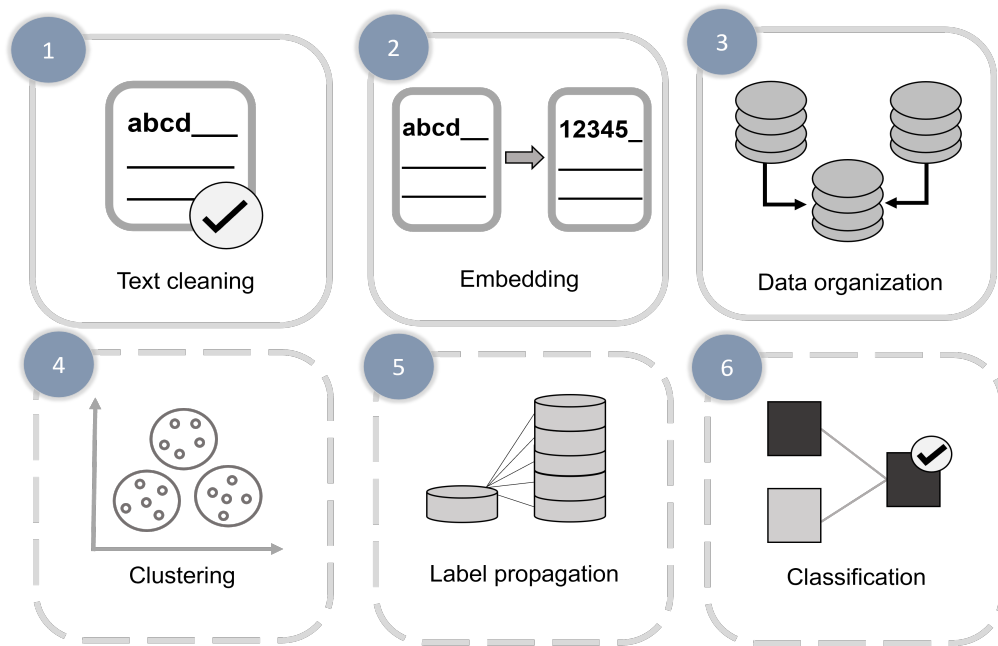 1
abcd___
Text cleaning
2
abcd__
12345_
Embedding
3
Data organization
4
Clustering
5
Label propagation
6
Classification